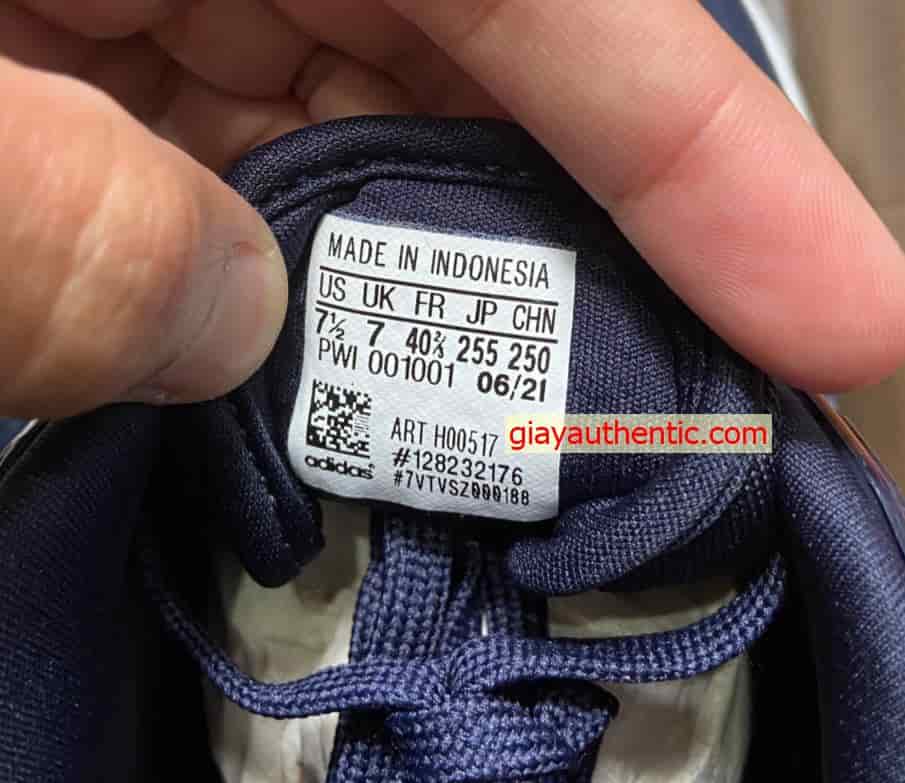 MADE IN INDONESIA
US UK FR JP CHN
7½ 7 40⅔ 255 250
PWI 001001 06/21
ART H00517
#128232176
adidas
#7VTVSZ000188
giayauthentic.com